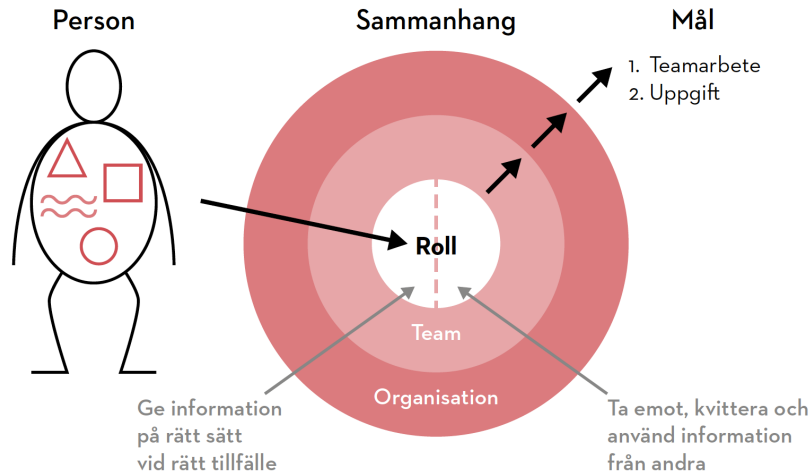 Person
Sammanhang
Mål
1. Teamarbete
2. Uppgift
Roll
Team
Organisation
Ge information
på rätt sätt
vid rätt tillfälle
Ta emot, kvittera och
använd information
från andra